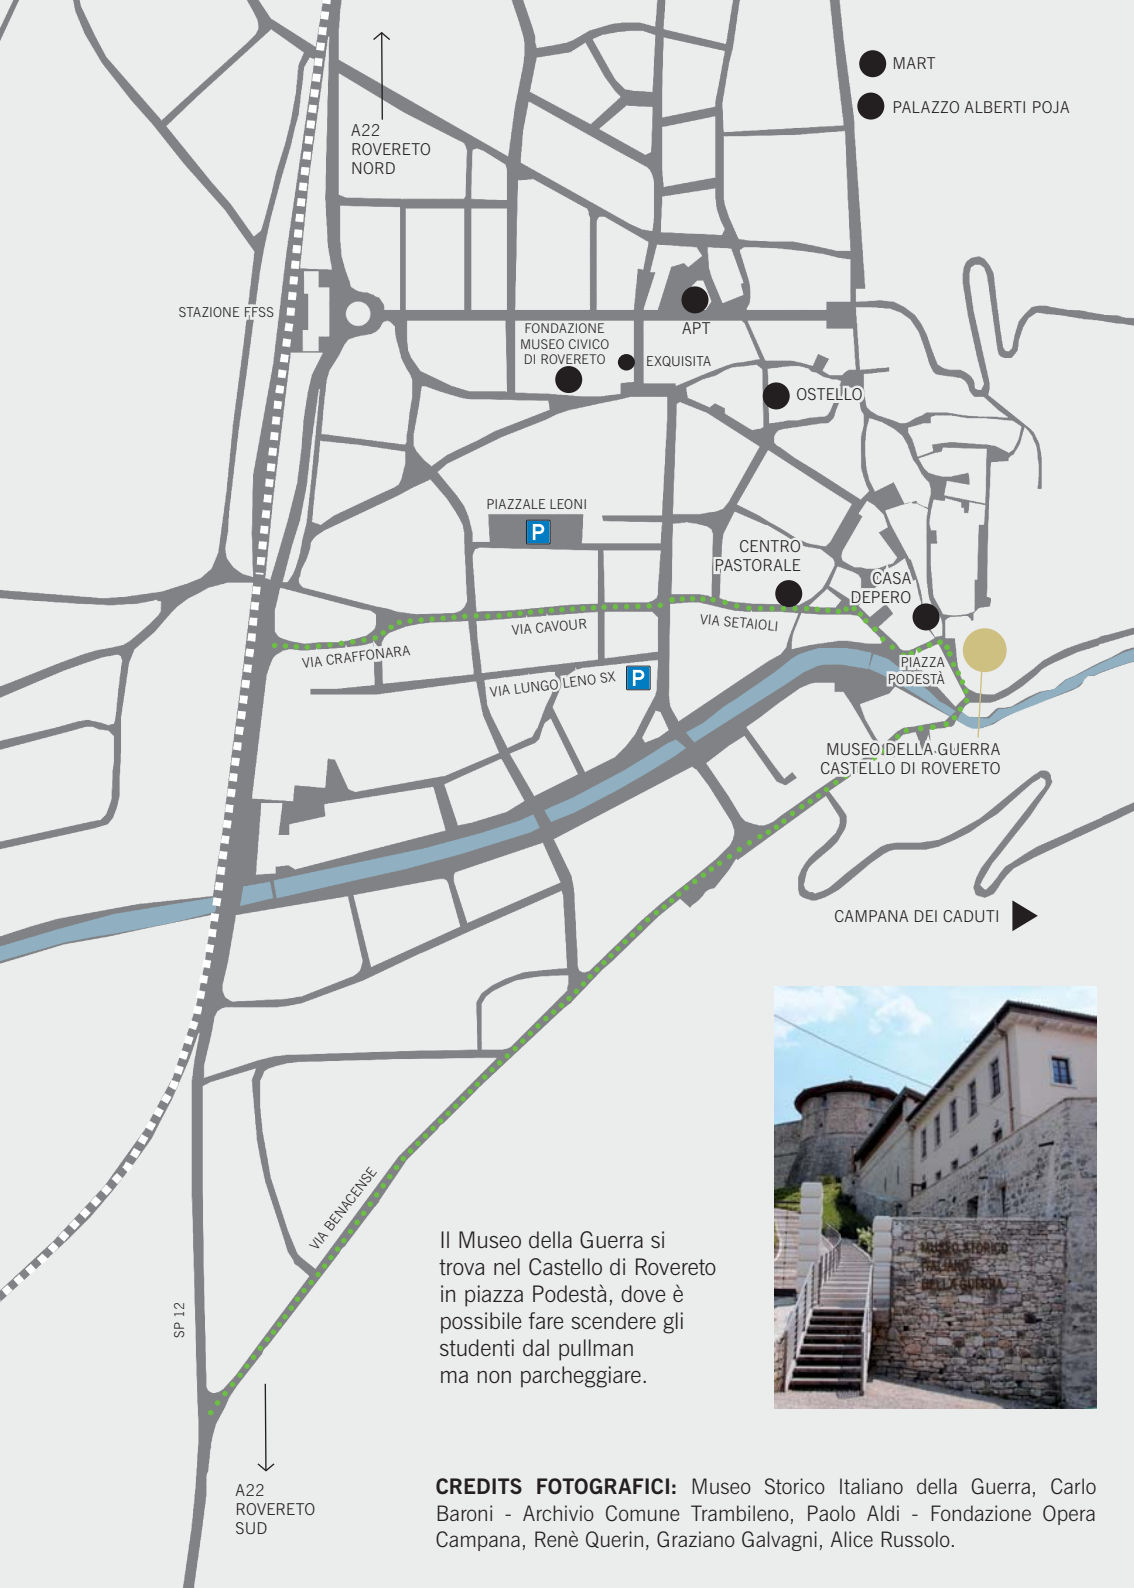 MART
PALAZZO ALBERTI POJA
A22
ROVERETO
NORD
STAZIONE FFSS
FONDAZIONE
MUSEO CIVICO
DI ROVERETO
EXQUISITA
APT
OSTELLO
PIAZZALE LEONI
P
CENTRO
PASTORALE
CASA
DEPERO
VIA CAVOUR
VIA SETAIOLI
VIA CRAFFONARA
VIA LUNGO LENO SX
P
PIAZZA
PODESTÀ
MUSEO DELLA GUERRA
CASTELLO DI ROVERETO
CAMPANA DEI CADUTI
VIA BENACENSE
SP 12
A22
ROVERETO
SUD
Il Museo della Guerra si
trova nel Castello di Rovereto
in piazza Podestà, dove è
possibile fare scendere gli
studenti dal pullman
ma non parcheggiare.
MUSEO STORICO
ITALIANO
DELLA GUERRA
CREDITS FOTOGRAFICI: Museo Storico Italiano della Guerra, Carlo
Baroni - Archivio Comune Trambileno, Paolo Aldi - Fondazione Opera
Campana, Renè Querin, Graziano Galvagni, Alice Russolo.